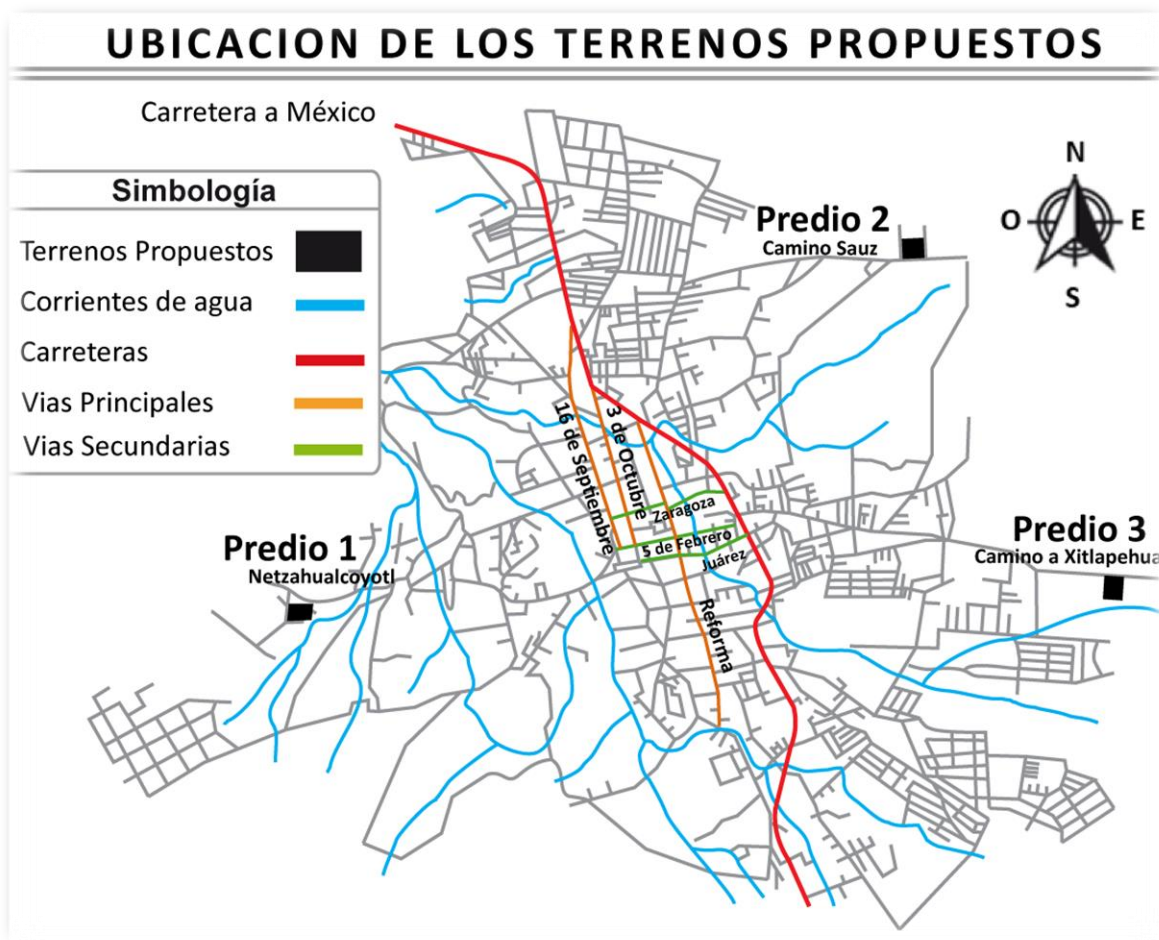 UBICACION DE LOS TERRENOS PROPUESTOS
Carretera a México
Simbología
Terrenos Propuestos
Corrientes de agua
Carreteras
Vias Principales
Vias Secundarias
N
O
E
S
Predio 2
Camino Sauz
16 de Septiembre
3 de Octubre
Zaragoza
5 de Febrero
Juárez
Reforma
Predio 1
Netzahualcoyotl
Predio 3
Camino a Xitlapehua